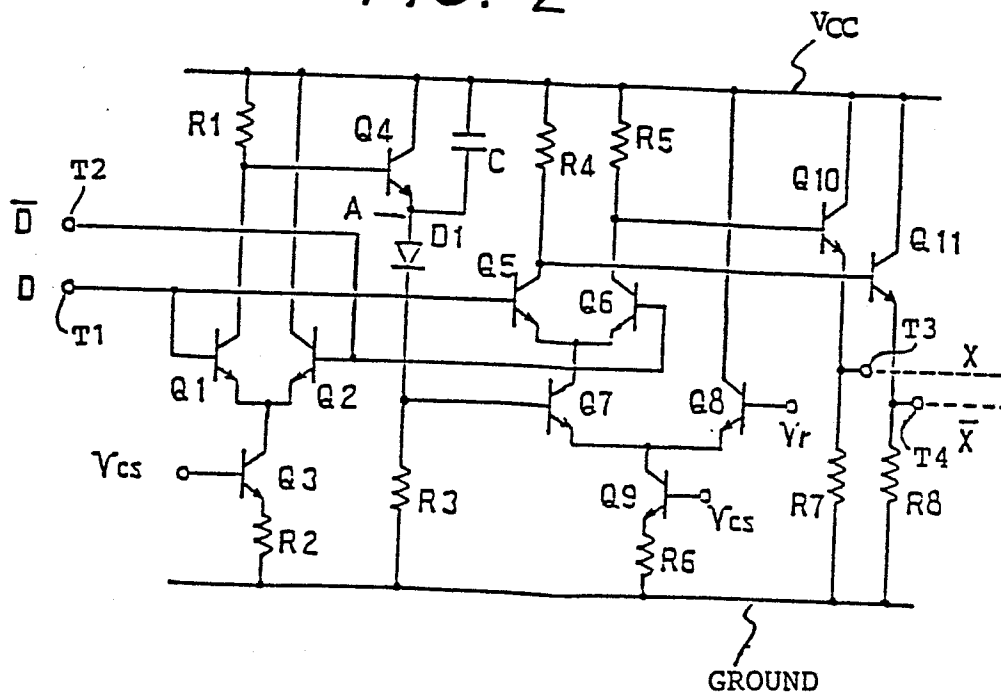 FIG. 2
VCC
R1
Q4
C
R4
R5
Q10
T2
D̅
A
D1
Q11
D
Q5
Q6
T1
T3
X
Q1
Q2
Q7
Q8
Vr
X̅
T4
Vcs
Q3
R3
Q9
Vcs
R7
R8
R2
R6
GROUND